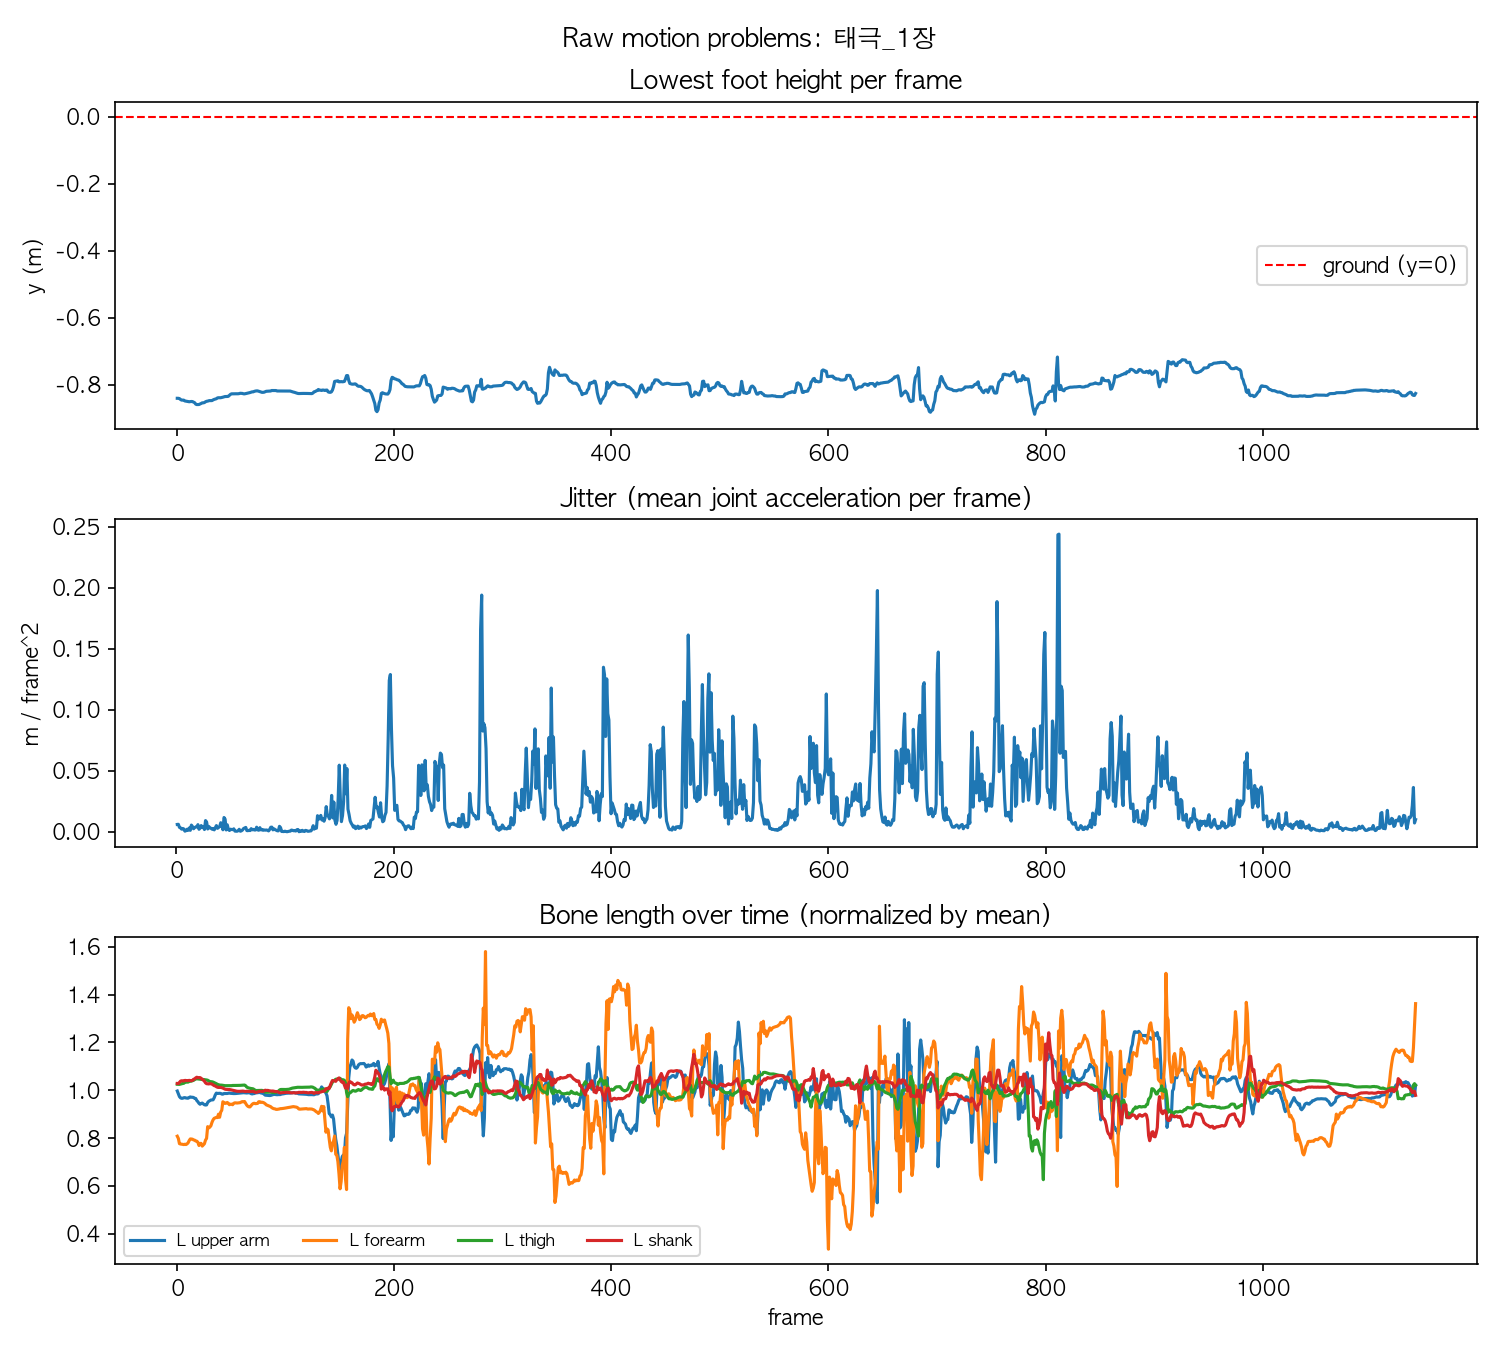 Raw motion problems: 태극_1장
Lowest foot height per frame
0.0
-0.2
-0.4
-0.6
-0.8
y (m)
ground (y=0)
0 200 400 600 800 1000
Jitter (mean joint acceleration per frame)
0.25
0.20
0.15
0.10
0.05
0.00
m / frame^2
0 200 400 600 800 1000
Bone length over time (normalized by mean)
1.6
1.4
1.2
1.0
0.8
0.6
0.4
L upper arm L forearm L thigh L shank
0 200 400 600 800 1000
frame